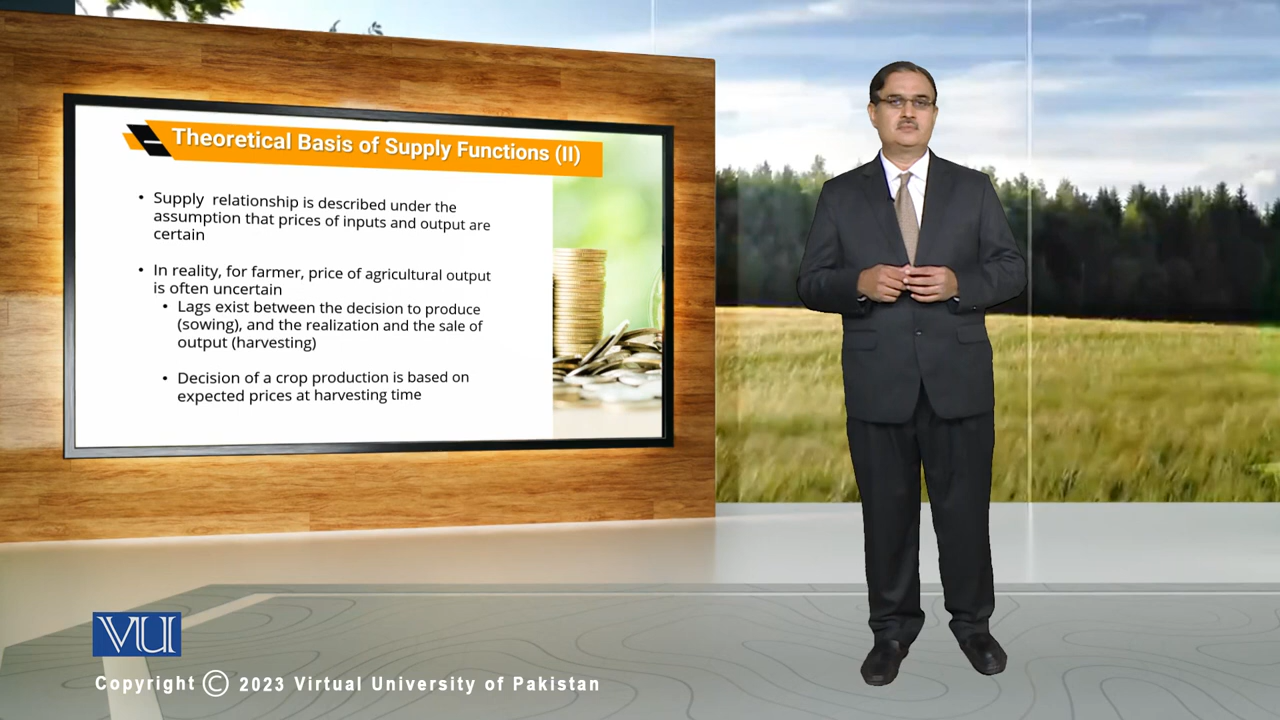 Theoretical Basis of Supply Functions (II)
• Supply relationship is described under the
assumption that prices of inputs and output are
certain
• In reality, for farmer, price of agricultural output
is often uncertain
• Lags exist between the decision to produce
(sowing), and the realization and the sale of
output (harvesting)
• Decision of a crop production is based on
expected prices at harvesting time
VU
Copyright © 2023 Virtual University of Pakistan